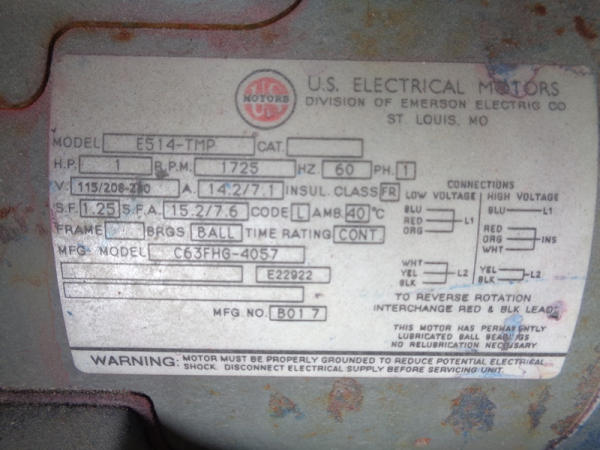 U.S. MOTORS
U.S. ELECTRICAL MOTORS
DIVISION OF EMERSON ELECTRIC CO.
ST. LOUIS, MO
MODEL E514-TMP CAT.
H.P. 1 R.P.M. 1725 HZ. 60 PH. 1
V. 115/208-230 A. 14.2/7.1 INSUL. CLASS FR
S.F. 1.25 S.F.A. 15.2/7.6 CODE L AMB. 40 °C
FRAME BRGS BALL TIME RATING CONT.
MFG. MODEL C63FHG-4057
E22922
MFG. NO. B01 7
CONNECTIONS
LOW VOLTAGE HIGH VOLTAGE
BLU BLU L1
RED L1 RED
ORG ORG INS
WHT
WHT
YEL L2 YEL L2
BLK BLK
TO REVERSE ROTATION
INTERCHANGE RED & BLK LEADS
THIS MOTOR HAS PERMANENTLY
LUBRICATED BALL BEARINGS
NO RELUBRICATION NECESSARY
WARNING: MOTOR MUST BE PROPERLY GROUNDED TO REDUCE POTENTIAL ELECTRICAL
SHOCK. DISCONNECT ELECTRICAL SUPPLY BEFORE SERVICING UNIT.